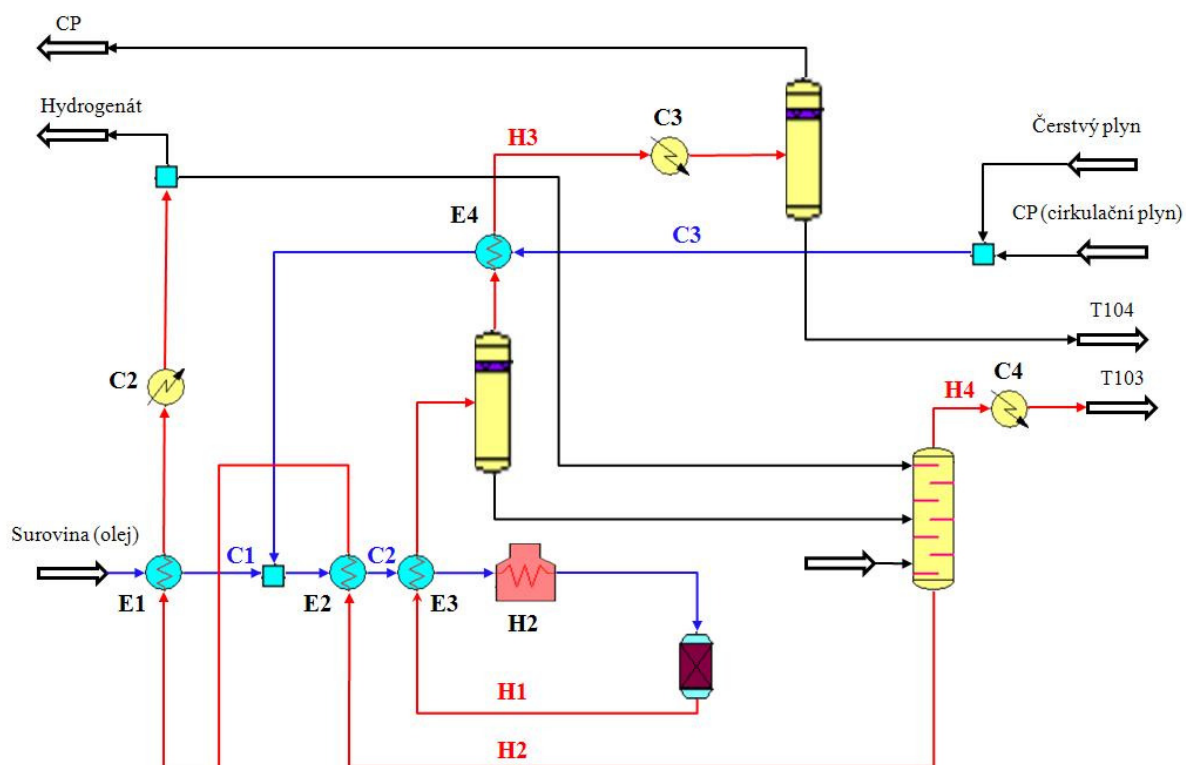 CP
Hydrogenát
C3
H3
Čerstvý plyn
E4
CP (cirkulační plyn)
C3
T104
C2
C4
T103
H4
Surovina (olej)
C1
C2
E1
E2
E3
H2
H1
H2